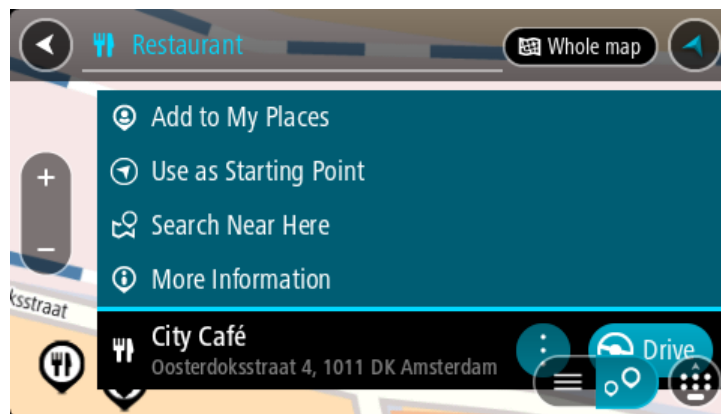 Restaurant
Whole map
Add to My Places
Use as Starting Point
Search Near Here
More Information
ksstraat
City Café
Oosterdoksstraat 4, 1011 DK Amsterdam
Drive